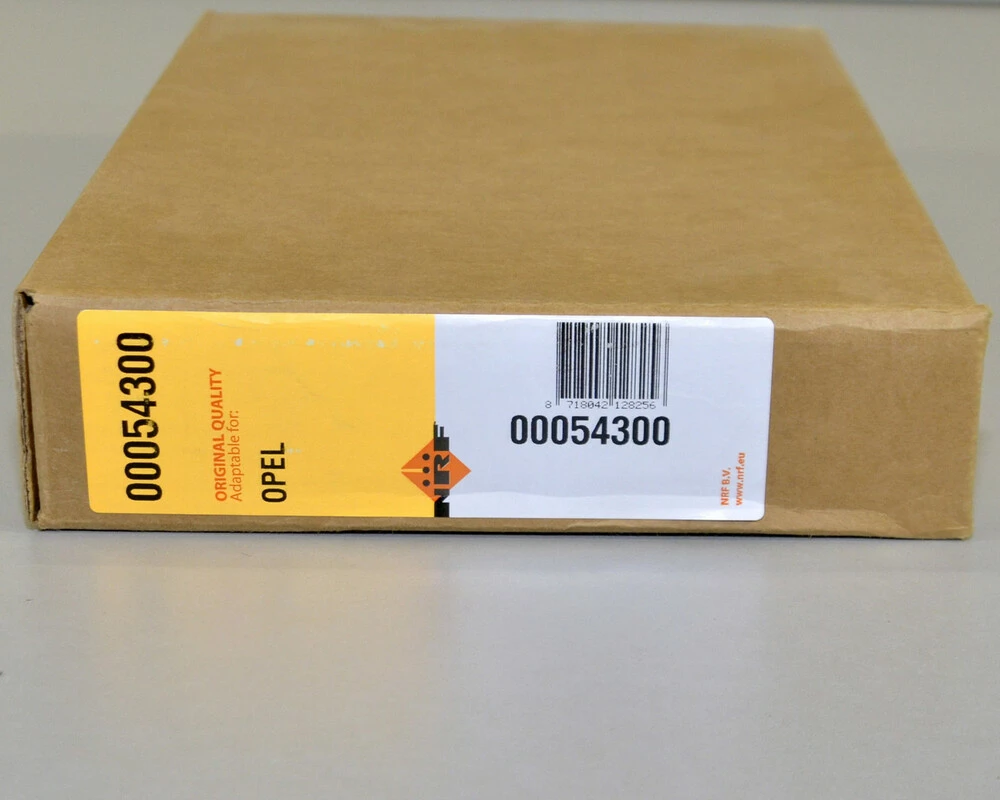 00054300
ORIGINAL QUALITY
Adaptable for:
OPEL
NRF
8 718042 128256
00054300
NRF B.V.
www.nrf.eu